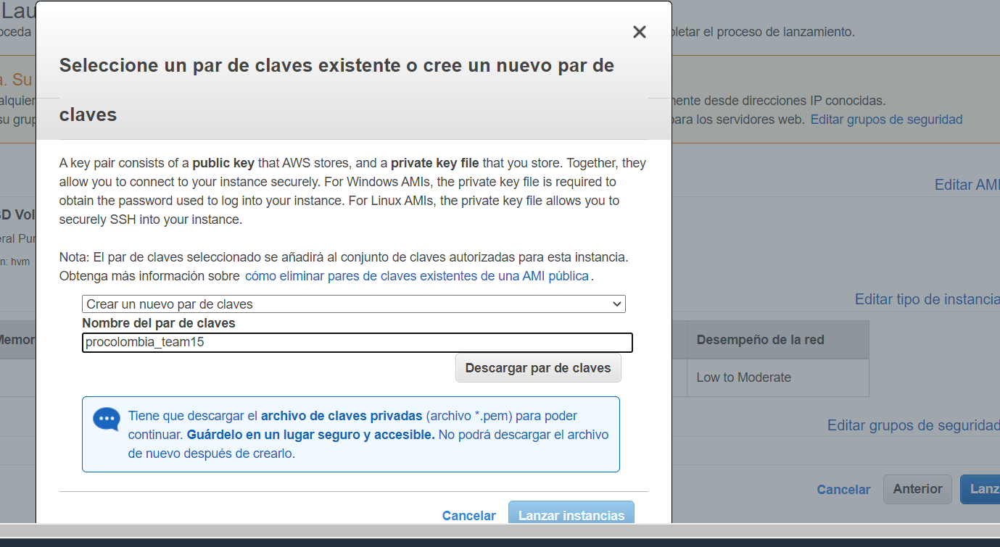 Lau
oceda
pletar el proceso de lanzamiento.
Seleccione un par de claves existente o cree un nuevo par de
claves
a. Su
alquier
mente desde direcciones IP conocidas.
su grup
para los servidores web. Editar grupos de seguridad
A key pair consists of a public key that AWS stores, and a private key file that you store. Together, they
allow you to connect to your instance securely. For Windows AMIs, the private key file is required to
obtain the password used to log into your instance. For Linux AMIs, the private key file allows you to
securely SSH into your instance.
Editar AMI
SD Vol
eral Pur
n: hvm
Nota: El par de claves seleccionado se añadirá al conjunto de claves autorizadas para esta instancia.
Obtenga más información sobre cómo eliminar pares de claves existentes de una AMI pública.
Crear un nuevo par de claves
Editar tipo de instancia
Nombre del par de claves
procolombia_team15
Memor
Desempeño de la red
Descargar par de claves
Low to Moderate
Tiene que descargar el archivo de claves privadas (archivo *.pem) para poder
continuar. Guárdelo en un lugar seguro y accesible. No podrá descargar el archivo
de nuevo después de crearlo.
Editar grupos de seguridad
Cancelar Anterior Lanz
Cancelar Lanzar instancias